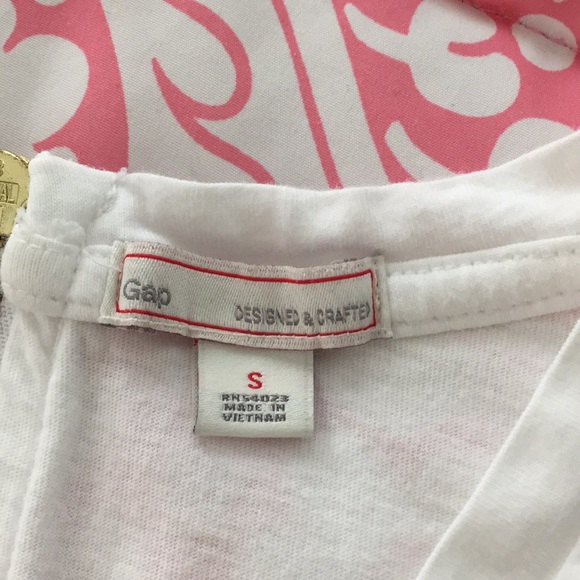 Gap
DESIGNED & CRAFTED
S
RN54023
MADE IN
VIETNAM